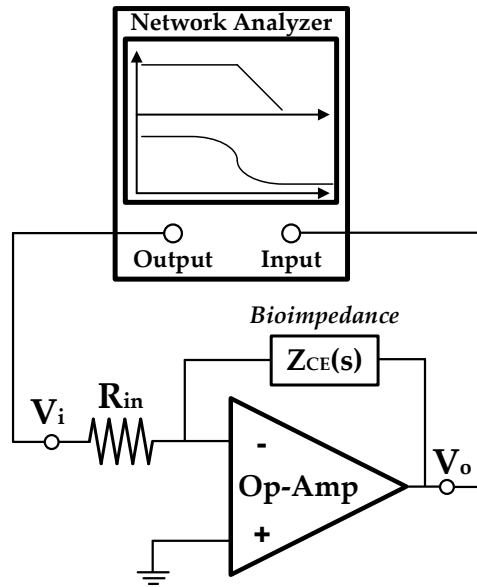 Network Analyzer
Output
Input
Bioimpedance
ZCE(s)
Rin
Vi
-
Op-Amp
Vo
+